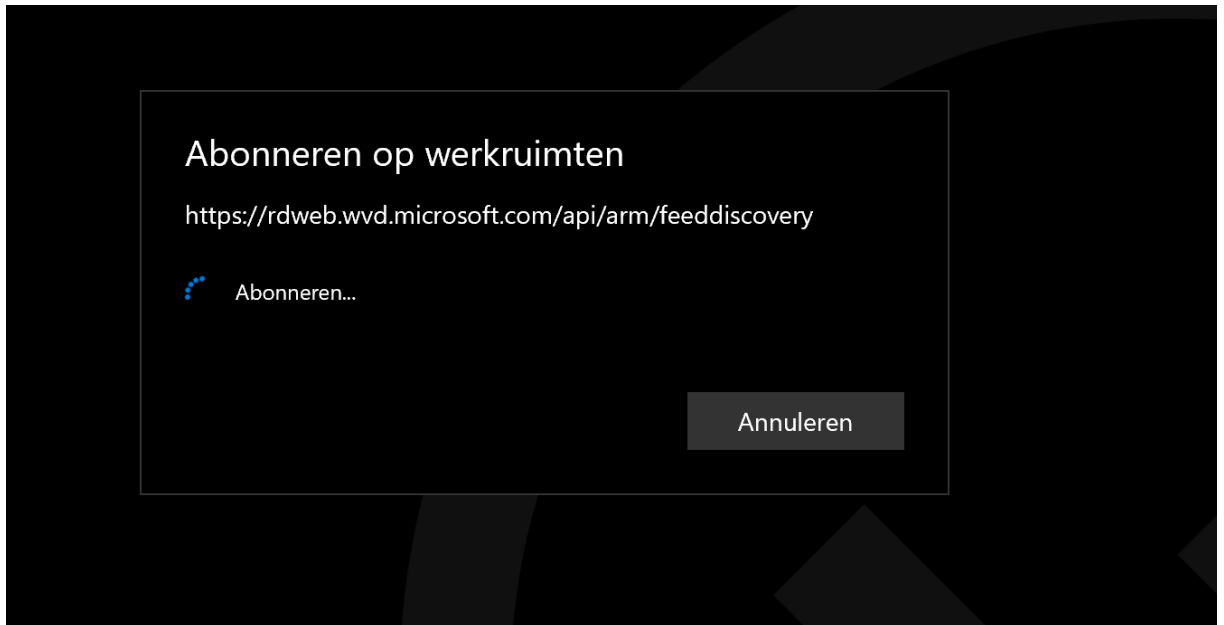 Abonneren op werkruimten
https://rdweb.wvd.microsoft.com/api/arm/feeddiscovery
Abonneren...
Annuleren